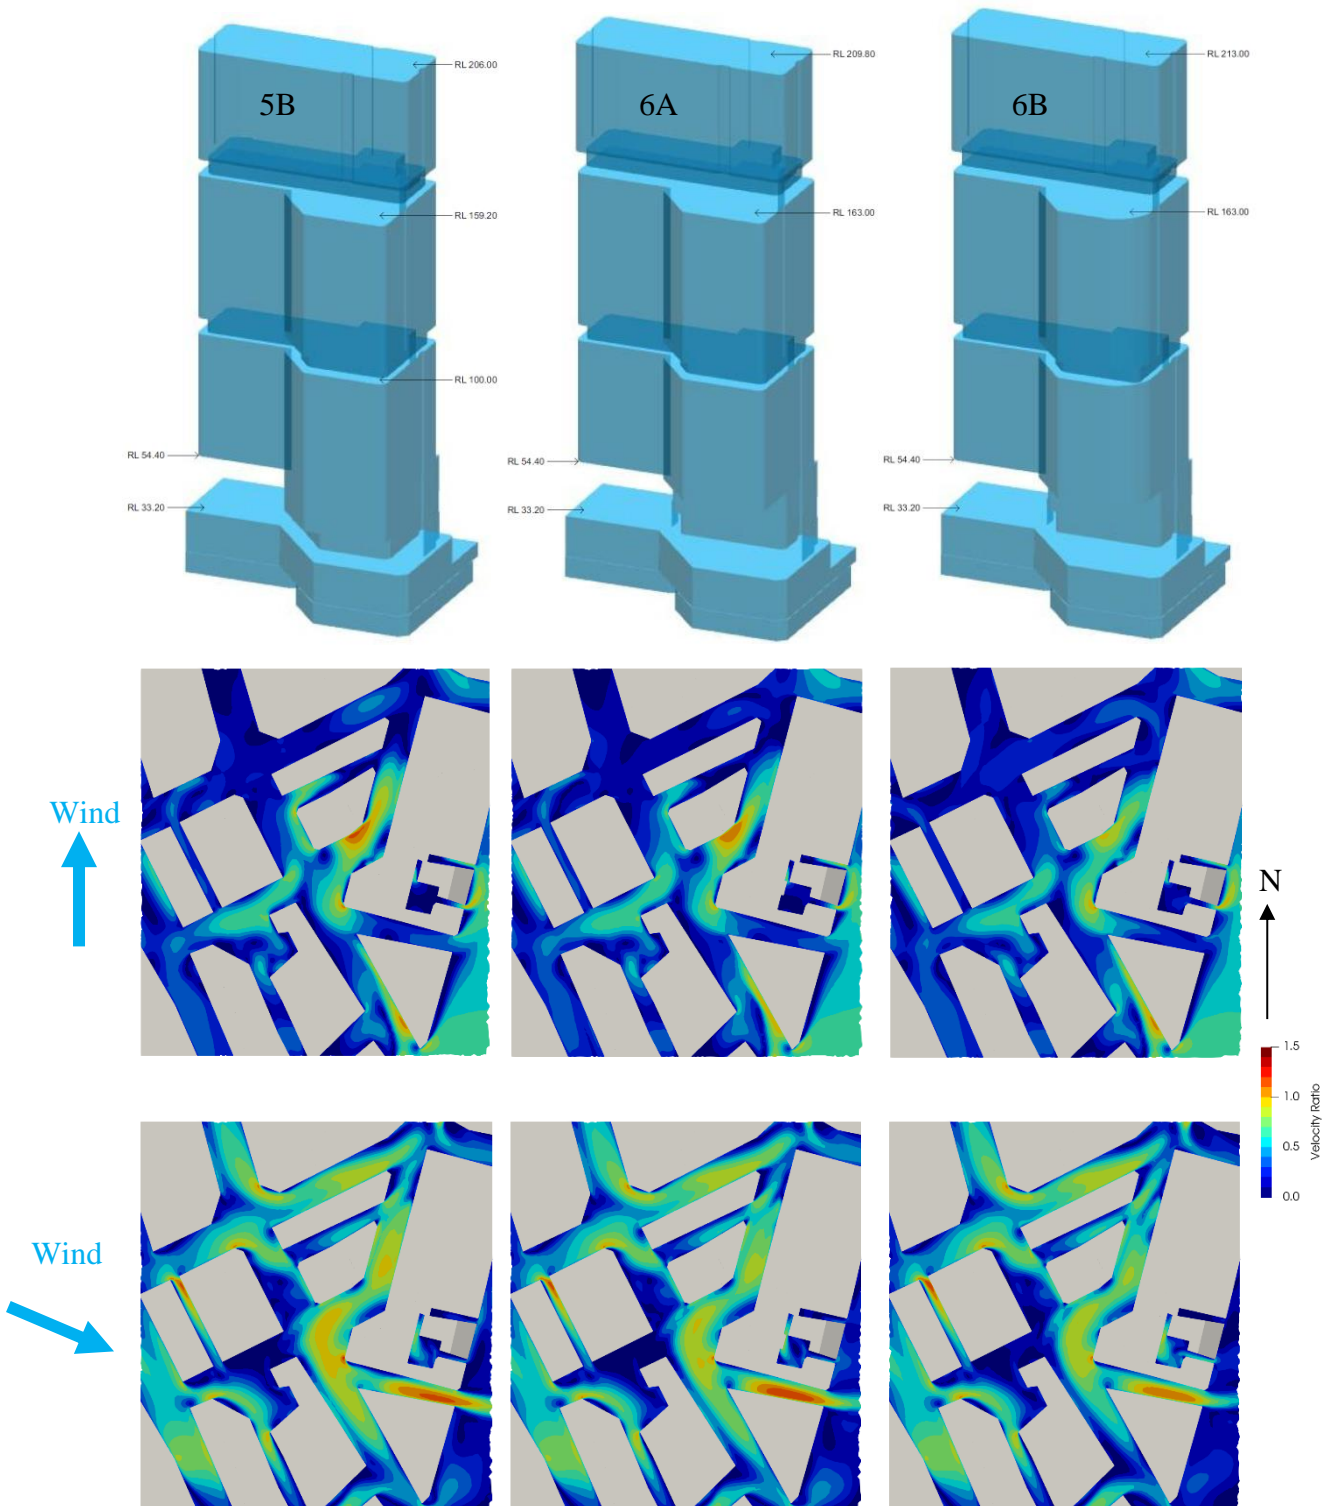 5B
6A
6B
RL 206.00
RL 209.80
RL 213.00
RL 159.20
RL 163.00
RL 163.00
RL 100.00
RL 54.40
RL 54.40
RL 54.40
RL 33.20
RL 33.20
RL 33.20
Wind
N
1.5
1.0
0.5
0.0
Velocity Ratio
Wind